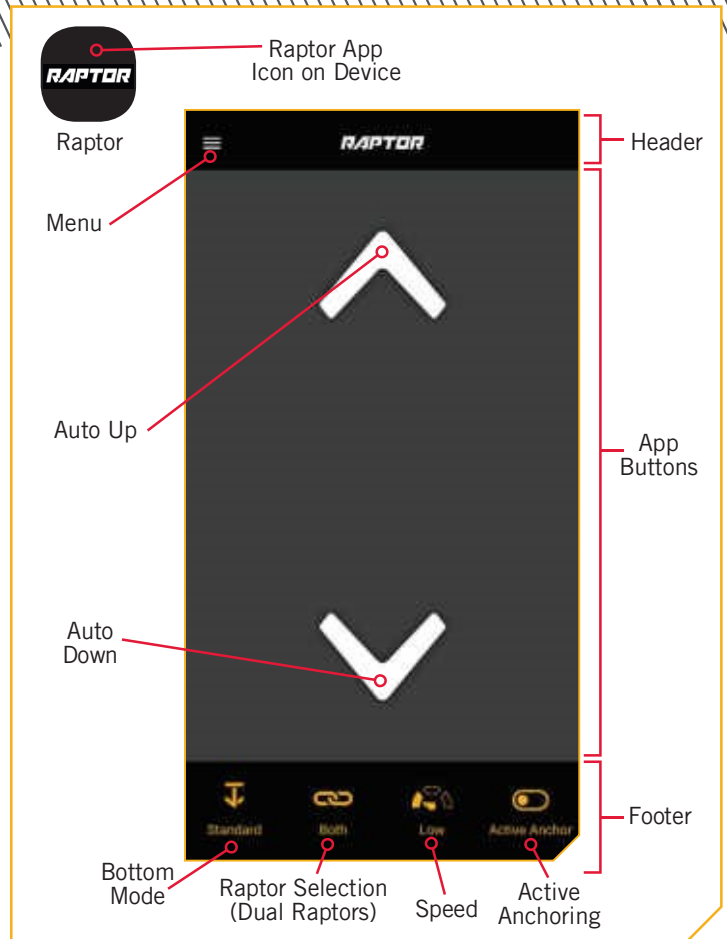 RAPTOR
Raptor App
Icon on Device
Raptor
RAPTOR
Header
Menu
Auto Up
App
Buttons
Auto
Down
Standard
Both
Low
Active Anchor
Footer
Bottom
Mode
Raptor Selection
(Dual Raptors)
Speed
Active
Anchoring